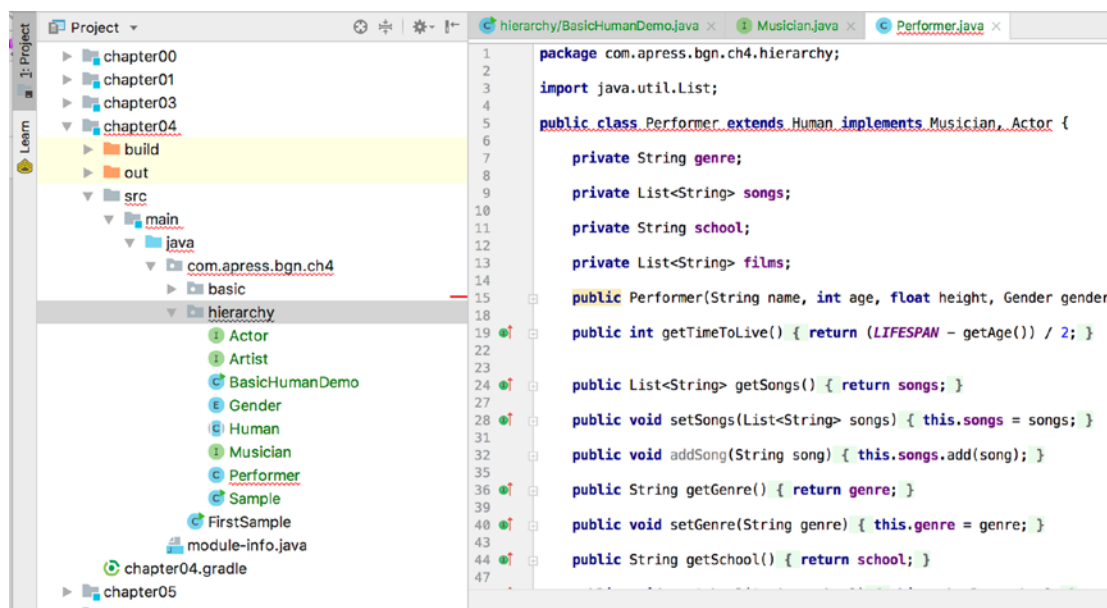 1: Project
Learn
Project
chapter00
chapter01
chapter03
chapter04
build
out
src
main
java
com.apress.bgn.ch4
basic
hierarchy
Actor
Artist
BasicHumanDemo
Gender
Human
Musician
Performer
Sample
FirstSample
module-info.java
chapter04.gradle
chapter05
hierarchy/BasicHumanDemo.java × Musician.java × Performer.java ×
1 package com.apress.bgn.ch4.hierarchy;
2
3 import java.util.List;
4
5 public class Performer extends Human implements Musician, Actor {
6
7 private String genre;
8
9 private List<String> songs;
10
11 private String school;
12
13 private List<String> films;
14
15 public Performer(String name, int age, float height, Gender gender
18
19 public int getTimeToLive() { return (LIFESPAN - getAge()) / 2; }
22
23
24 public List<String> getSongs() { return songs; }
27
28 public void setSongs(List<String> songs) { this.songs = songs; }
31
32 public void addSong(String song) { this.songs.add(song); }
35
36 public String getGenre() { return genre; }
39
40 public void setGenre(String genre) { this.genre = genre; }
43
44 public String getSchool() { return school; }
47